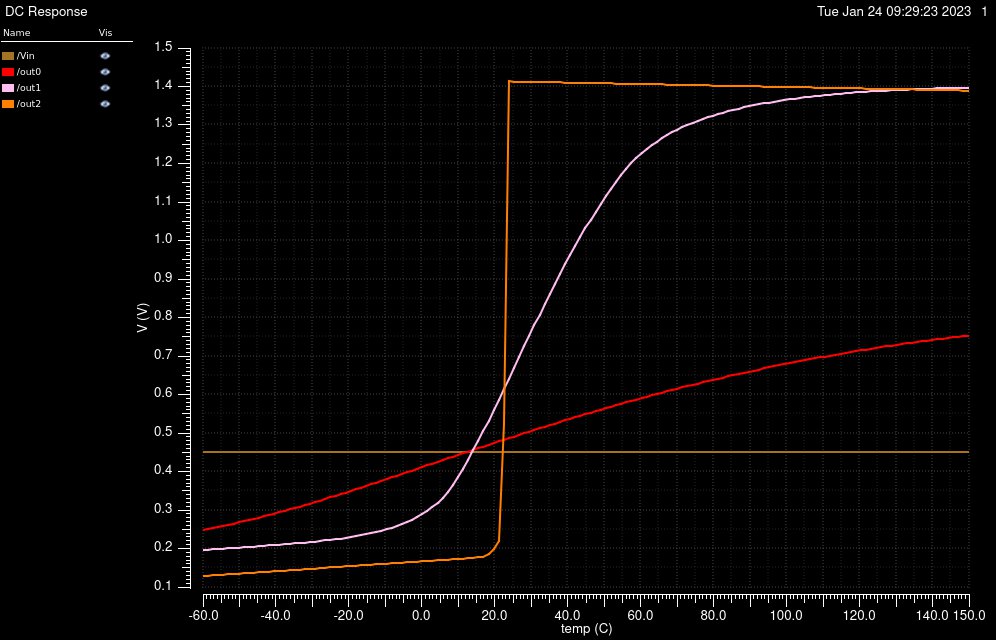 DC Response
Tue Jan 24 09:29:23 2023 1
Name Vis
/Vin
/out0
/out1
/out2
1.5
1.4
1.3
1.2
1.1
1.0
0.9
0.8
0.7
0.6
0.5
0.4
0.3
0.2
0.1
V (V)
-60.0 -40.0 -20.0 0.0 20.0 40.0 60.0 80.0 100.0 120.0 140.0 150.0
temp (C)